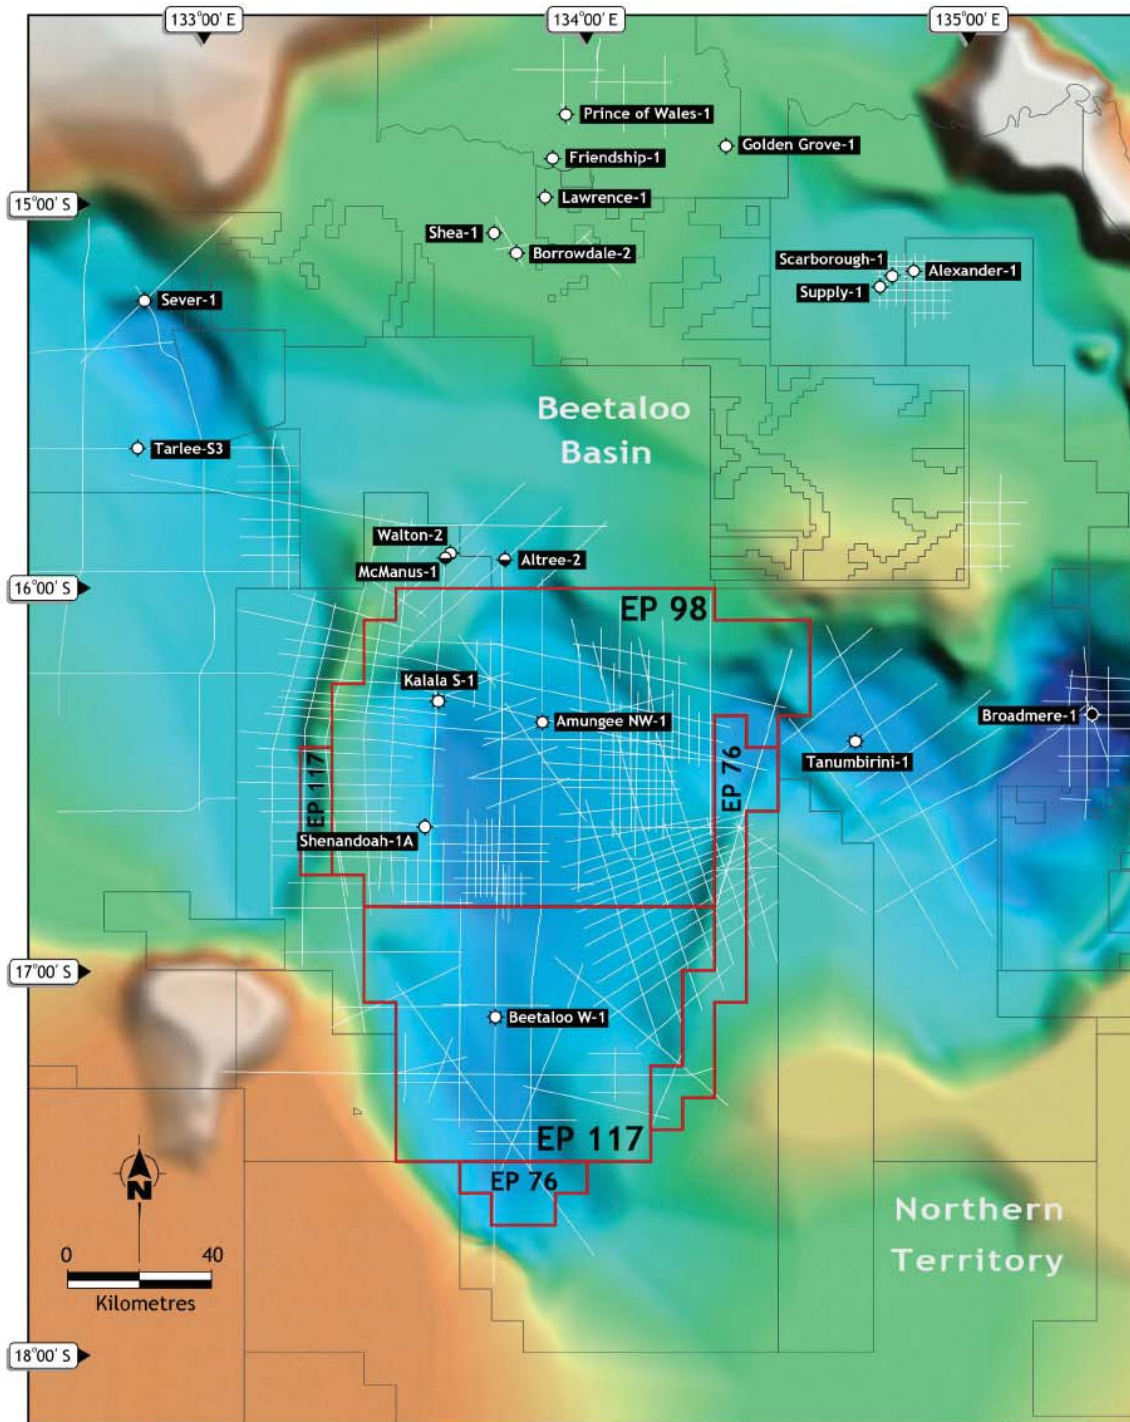 133°00' E
134°00' E
135°00' E
Prince of Wales-1
Golden Grove-1
Friendship-1
15°00' S
Lawrence-1
Shea-1
Borrowdale-2
Scarborough-1
Alexander-1
Supply-1
Sever-1
Beetaloo
Basin
Tarlee-S3
Walton-2
Altree-2
McManus-1
16°00' S
EP 98
Kalala S-1
Amungee NW-1
Broadmere-1
Tanumbirini-1
EP 76
EP 117
Shenandoah-1A
17°00' S
Beetaloo W-1
EP 117
EP 76
N
Northern
Territory
0 40
Kilometres
18°00' S